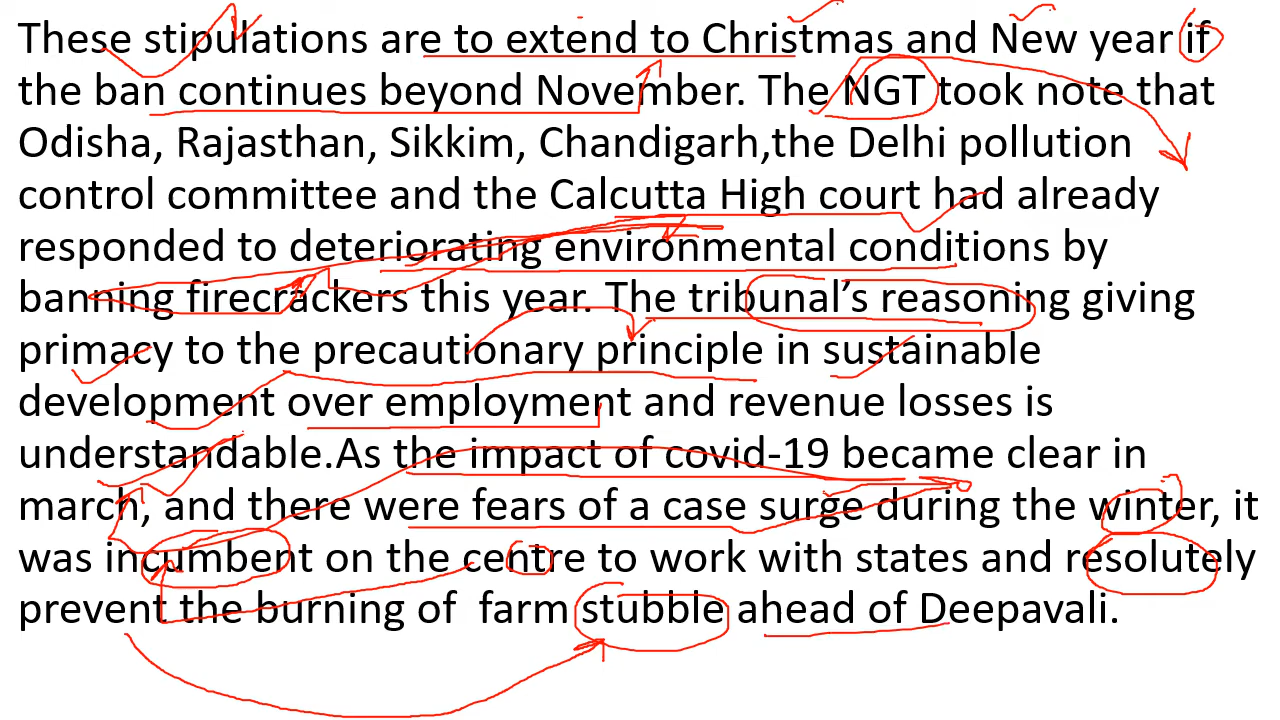 These stipulations are to extend to Christmas and New year if
the ban continues beyond November. The NGT took note that
Odisha, Rajasthan, Sikkim, Chandigarh,the Delhi pollution
control committee and the Calcutta High court had already
responded to deteriorating environmental conditions by
banning firecrackers this year. The tribunal’s reasoning giving
primacy to the precautionary principle in sustainable
development over employment and revenue losses is
understandable.As the impact of covid-19 became clear in
march, and there were fears of a case surge during the winter, it
was incumbent on the centre to work with states and resolutely
prevent the burning of  farm stubble ahead of Deepavali.